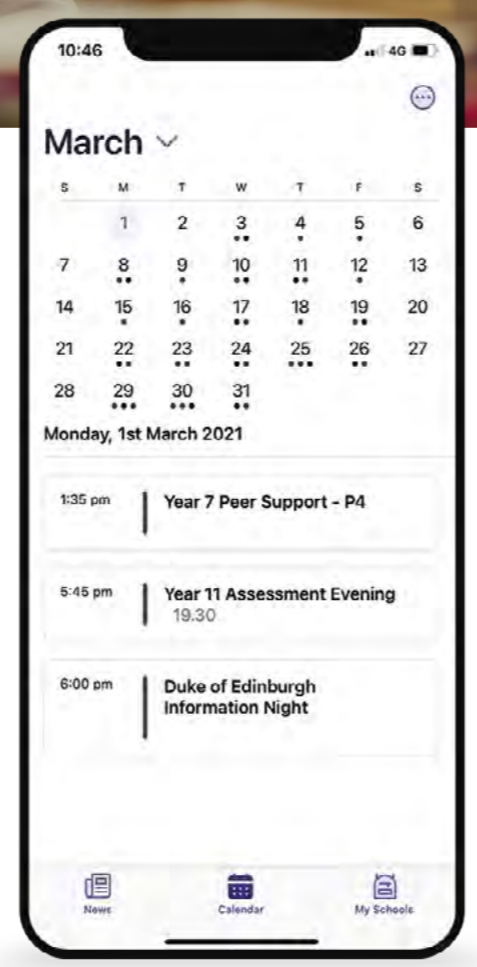 10:46
4G
March
S M T W T F S
1 2 3 4 5 6
7 8 9 10 11 12 13
14 15 16 17 18 19 20
21 22 23 24 25 26 27
28 29 30 31
Monday, 1st March 2021
1:35 pm Year 7 Peer Support - P4
5:45 pm Year 11 Assessment Evening
19.30
6:00 pm Duke of Edinburgh
Information Night
News Calendar My Schools